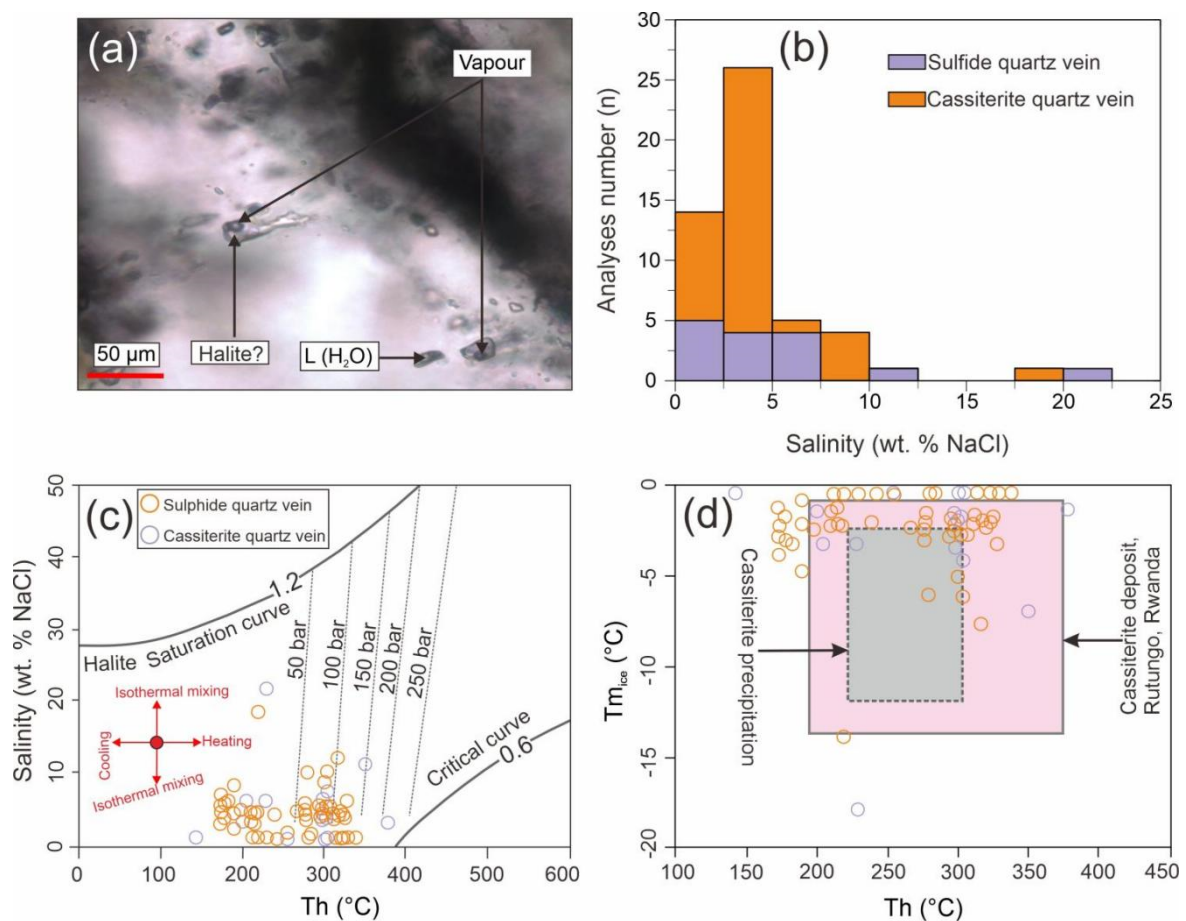 (a)
Vapour
Halite?
L (H₂O)
50 µm
(b)
Sulfide quartz vein
Cassiterite quartz vein
Analyses number (n)
30
25
20
15
10
5
0
0 5 10 15 20 25
Salinity (wt. % NaCl)
(c)
Sulphide quartz vein
Cassiterite quartz vein
Salinity (wt. % NaCl)
50
40
30
20
10
0
1.2
Halite Saturation curve
50 bar
100 bar
150 bar
200 bar
250 bar
Isothermal mixing
Cooling
Heating
Isothermal mixing
Critical curve
0.6
0 100 200 300 400 500 600
Th (°C)
(d)
Tmice (°C)
0
-5
-10
-15
-20
Cassiterite precipitation
Cassiterite deposit,
Rutungo, Rwanda
100 150 200 250 300 350 400 450
Th (°C)